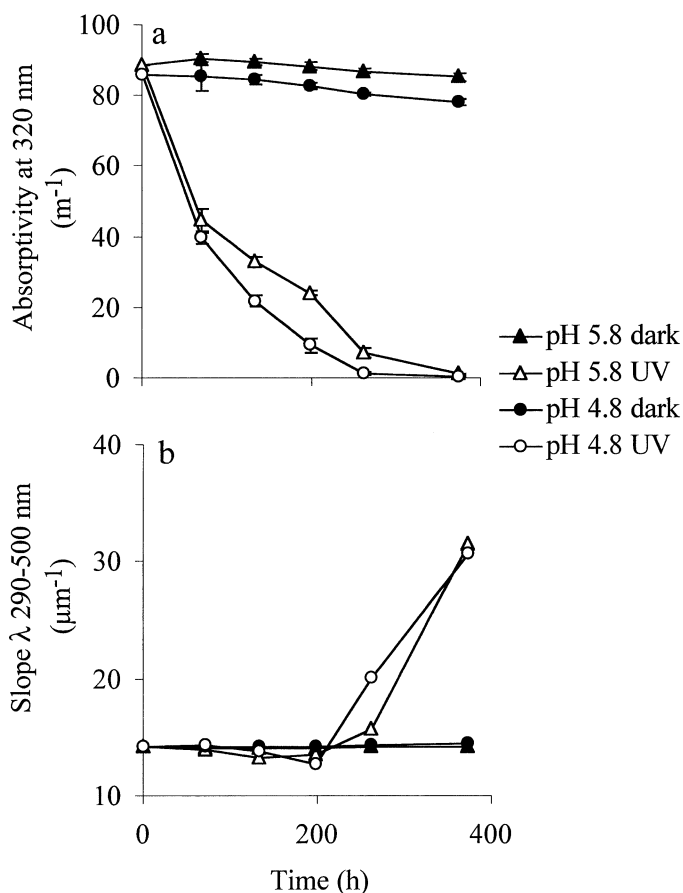 a
100
80
60
40
20
0
Absorptivity at 320 nm
(m⁻¹)
pH 5.8 dark
pH 5.8 UV
pH 4.8 dark
pH 4.8 UV
b
40
30
20
10
Slope λ 290-500 nm
(µm⁻¹)
0 200 400
Time (h)